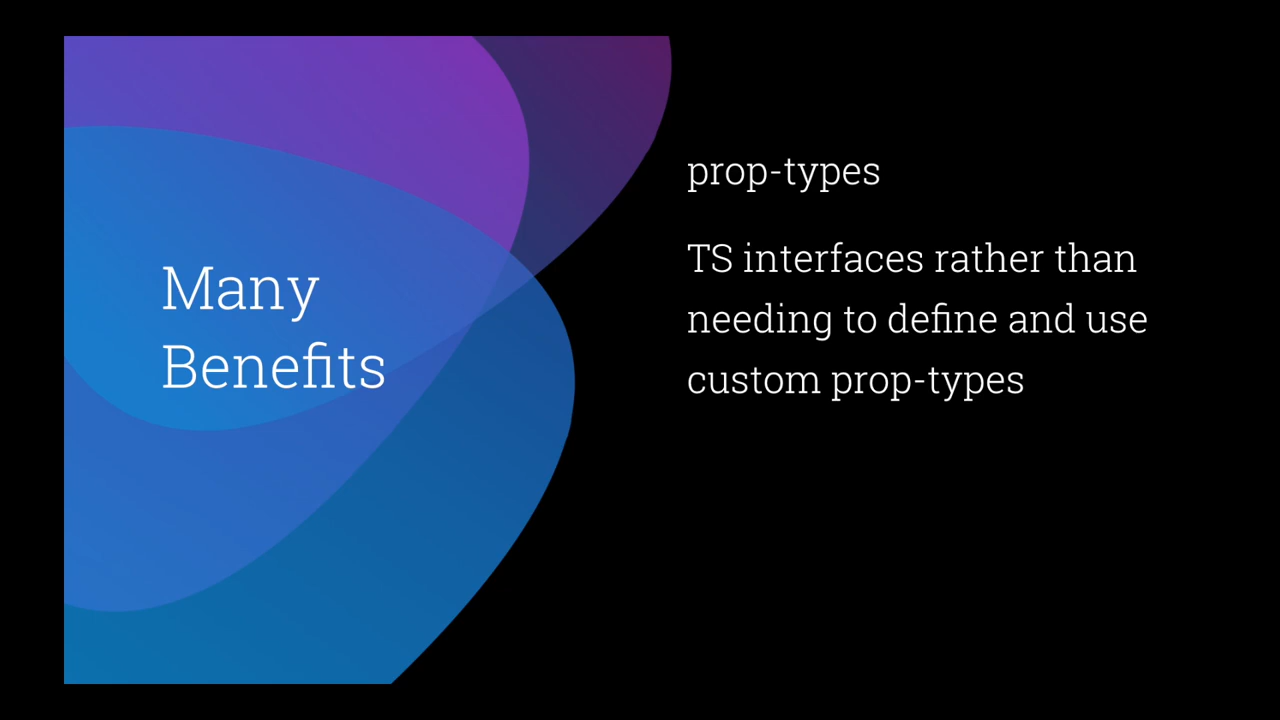 Many
Benefits
prop-types
TS interfaces rather than
needing to define and use
custom prop-types